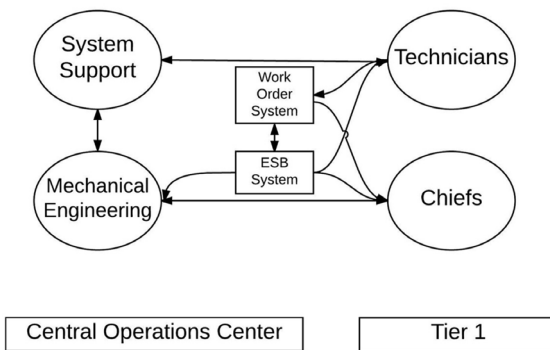 System
Support
Technicians
Work
Order
System
ESB
System
Mechanical
Engineering
Chiefs
Central Operations Center
Tier 1